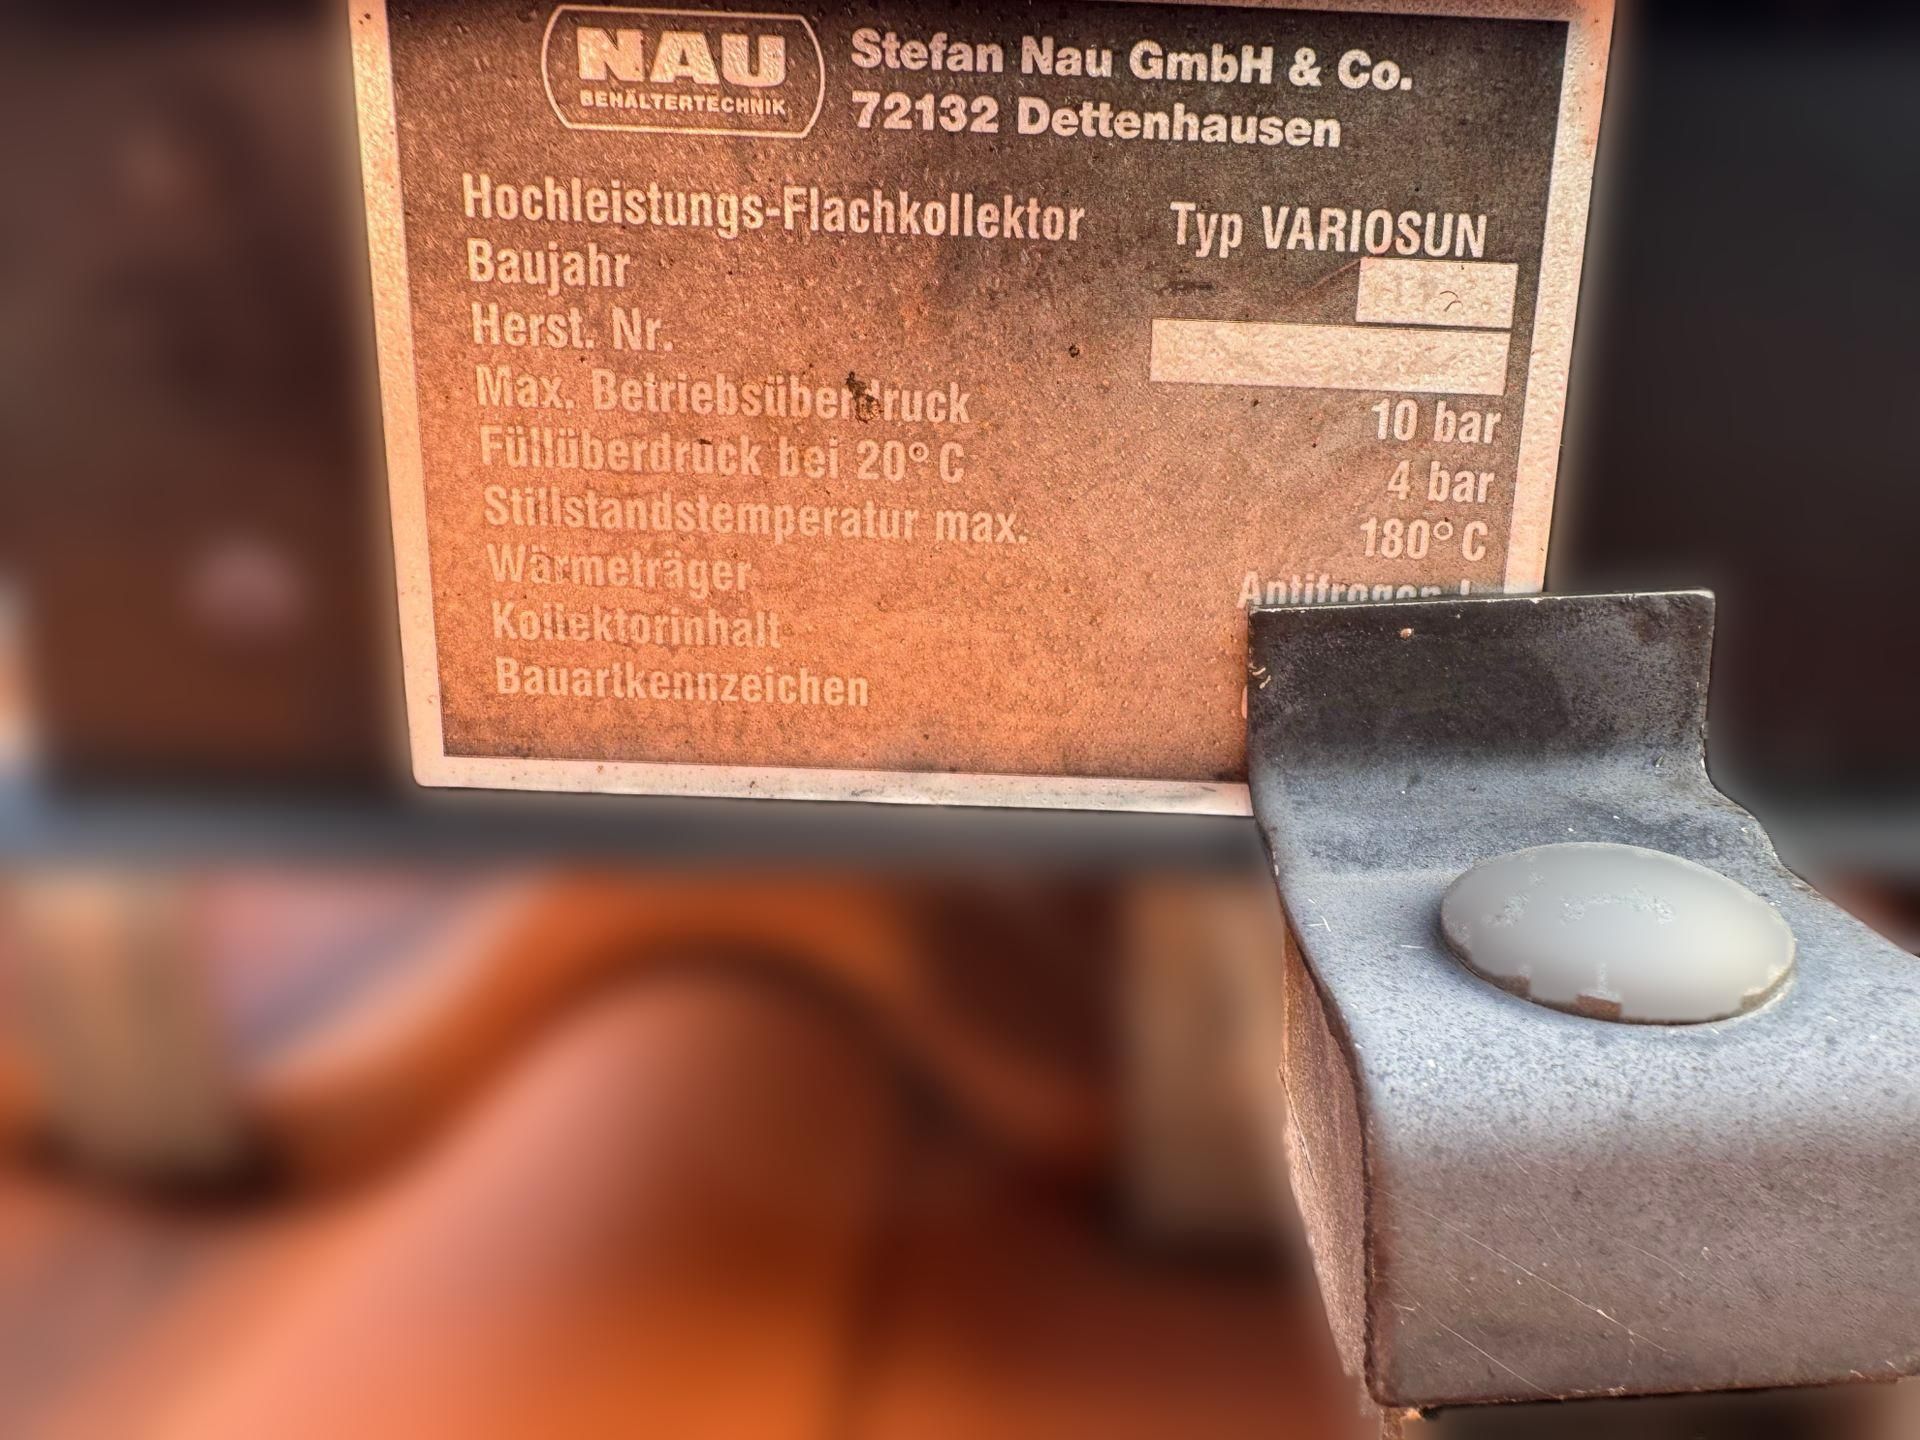 NAU
BEHÄLTERTECHNIK
Stefan Nau GmbH & Co.
72132 Dettenhausen
Hochleistungs-Flachkollektor Typ VARIOSUN
Baujahr
Herst. Nr.
Max. Betriebsüberdruck 10 bar
Füllüberdruck bei 20° C 4 bar
Stillstandstemperatur max. 180° C
Wärmeträger Antifrogen
Kollektorinhalt
Bauartkennzeichen